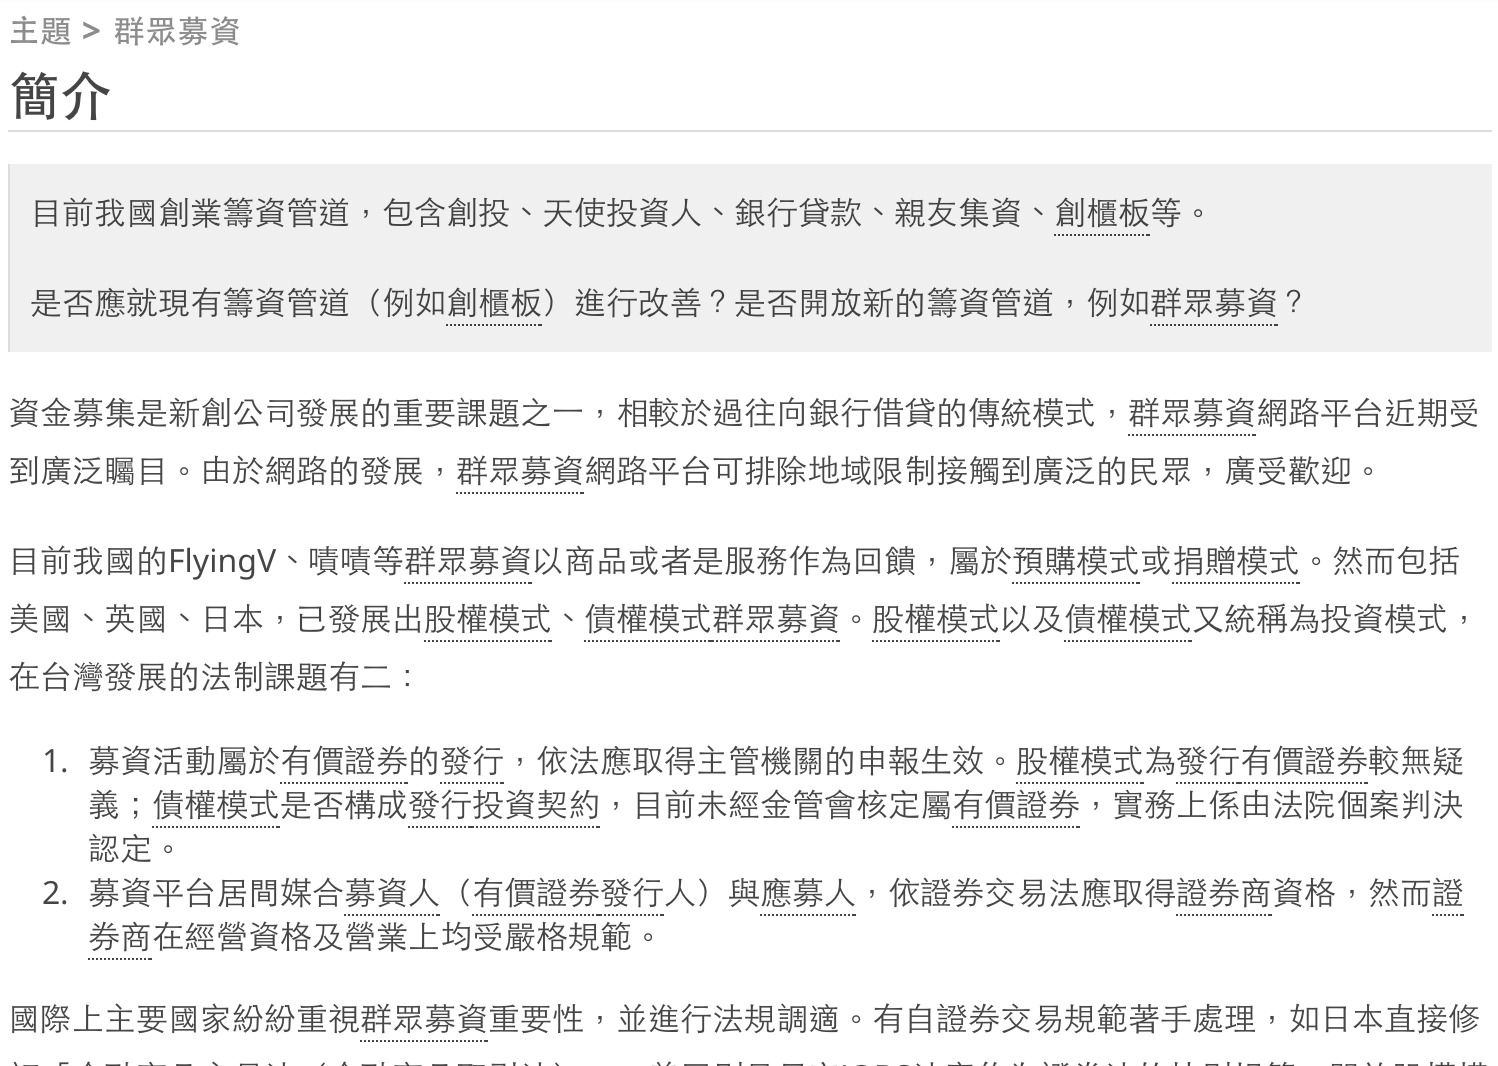 主題 > 群眾募資
簡介
目前我國創業籌資管道，包含創投、天使投資人、銀行貸款、親友集資、創櫃板等。
是否應就現有籌資管道（例如創櫃板）進行改善？是否開放新的籌資管道，例如群眾募資？
資金募集是新創公司發展的重要課題之一，相較於過往向銀行借貸的傳統模式，群眾募資網路平台近期受
到廣泛矚目。由於網路的發展，群眾募資網路平台可排除地域限制接觸到廣泛的民眾，廣受歡迎。
目前我國的FlyingV、嘖嘖等群眾募資以商品或者是服務作為回饋，屬於預購模式或捐贈模式。然而包括
美國、英國、日本，已發展出股權模式、債權模式群眾募資。股權模式以及債權模式又統稱為投資模式，
在台灣發展的法制課題有二：
1. 募資活動屬於有價證券的發行，依法應取得主管機關的申報生效。股權模式為發行有價證券較無疑
義；債權模式是否構成發行投資契約，目前未經金管會核定屬有價證券，實務上係由法院個案判決
認定。
2. 募資平台居間媒合募資人（有價證券發行人）與應募人，依證券交易法應取得證券商資格，然而證
券商在經營資格及營業上均受嚴格規範。
國際上主要國家紛紛重視群眾募資重要性，並進行法規調適。有自證券交易規範著手處理，如日本直接修